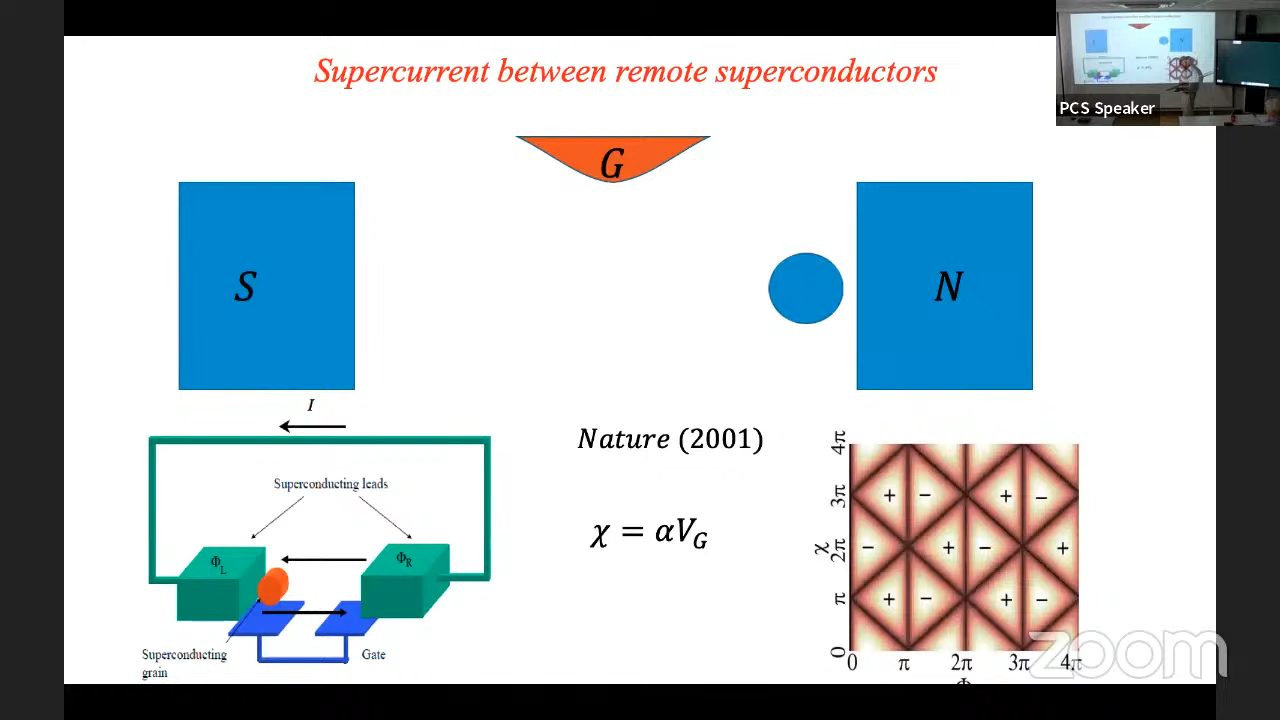 Supercurrent between remote superconductors
PCS Speaker
G
S
N
I
Nature (2001)
Superconducting leads
Φ_L
Φ_R
χ = αV_G
Superconducting
grain
Gate
4π
3π
2π
π
0
χ
+ − + −
− + − +
+ − + −
0 π 2π 3π 4π
zoom